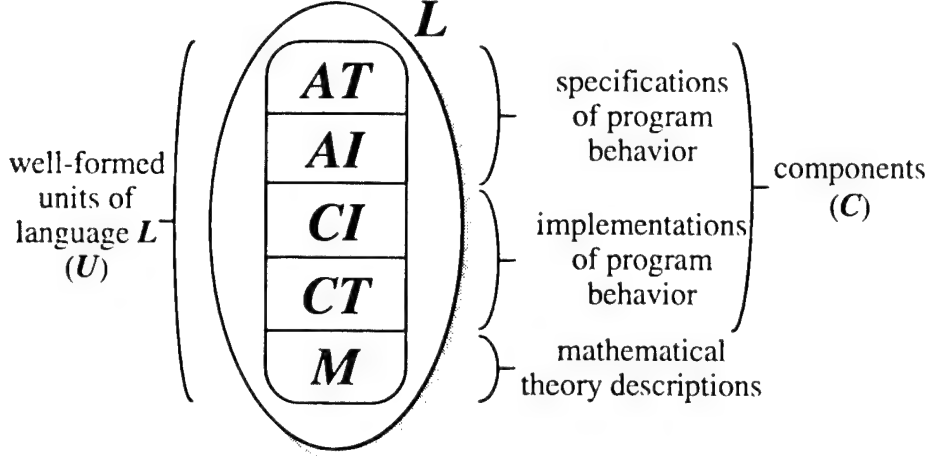 L
AT
AI
CI
CT
M
well-formed
units of
language L
(U)
specifications
of program
behavior
implementations
of program
behavior
mathematical
theory descriptions
components
(C)